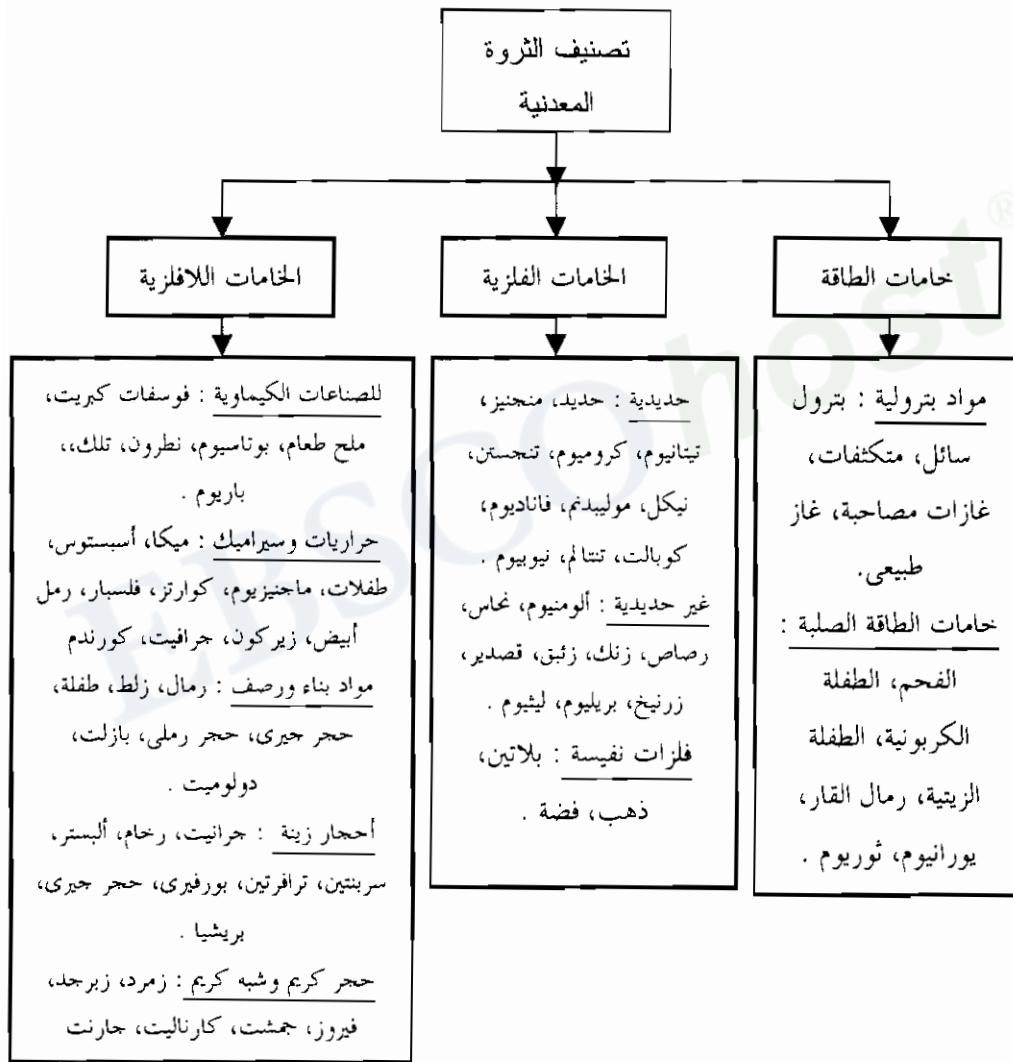 تصنيف الثروة
المعدنية
خامات الطاقة
الخامات الفلزية
الخامات اللافلزية
مواد بترولية : بترول
سائل، متكثفات،
غازات مصاحبة، غاز
طبيعى.
خامات الطاقة الصلبة :
الفحم، الطفلة
الكربونية، الطفلة
الزيتية، رمال القار،
يورانيوم، ثوريوم .
حديدية : حديد، منجنيز،
تيتانيوم، كروميوم، تنجستن،
نيكل، موليبدنم، فاناديوم،
كوبالت، تنتالم، نيوبيوم .
غير حديدية : ألومنيوم، نحاس،
رصاص، زنك، زئبق، قصدير،
زرنيخ، بريليوم، ليثيوم .
فلزات نفيسة : بلاتين،
ذهب، فضة .
للصناعات الكيماوية : فوسفات كبريت،
ملح طعام، بوتاسيوم، نطرون، تلك،،
باريوم .
حراريات وسيراميك : ميكا، أسبستوس،
طفلات، ماجنيزيوم، كوارتز، فلسبار، رمل
أبيض، زيركون، جرافيت، كورندم
مواد بناء ورصف : رمال، زلط، طفلة،
حجر جيرى، حجر رملى، بازلت،
دولوميت .
أحجار زينة : جرانيت، رخام، ألبستر،
سربنتين، ترافرتين، بورفيرى، حجر جيرى،
بريشيا .
حجر كريم وشبه كريم : زمرد، زبرجد،
فيروز، جمشت، كارناليت، جارنت
EBSCOhost®